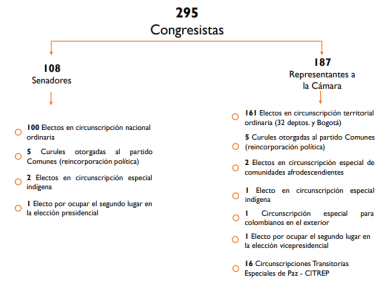 295
Congresistas
108
Senadores
100 Electos en circunscripción nacional
ordinaria
5 Curules otorgadas al partido
Comunes (reincorporación política)
2 Electos en circunscripción especial
indígena
1 Electo por ocupar el segundo lugar en
la elección presidencial
187
Representantes a
la Cámara
161 Electos en circunscripción territorial
ordinaria (32 deptos. y Bogotá)
5 Curules otorgadas al partido Comunes
(reincorporación política)
2 Electos en circunscripción especial de
comunidades afrodescendientes
1 Electo en circunscripción especial
indígena
1 Circunscripción especial para
colombianos en el exterior
1 Electo por ocupar el segundo lugar en
la elección vicepresidencial
16 Circunscripciones Transitorias
Especiales de Paz - CITREP